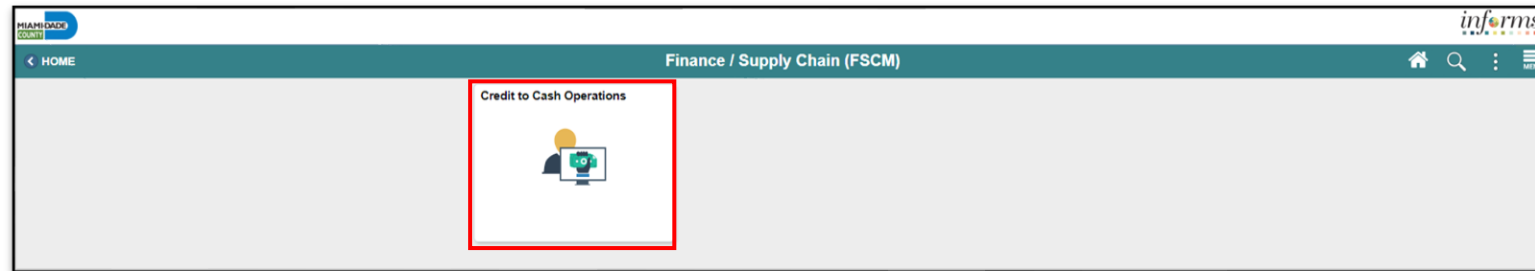 MIAMI-DADE
COUNTY
informs
HOME
Finance / Supply Chain (FSCM)
Credit to Cash Operations